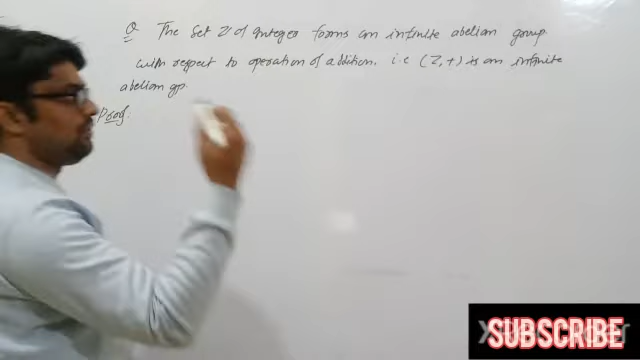 Q The Set Z of Integer forms an infinite abelian group
with respect to operation of addition. i.e (Z,+) is an infinite
abelian gp.
Proof:
SUBSCRIBE